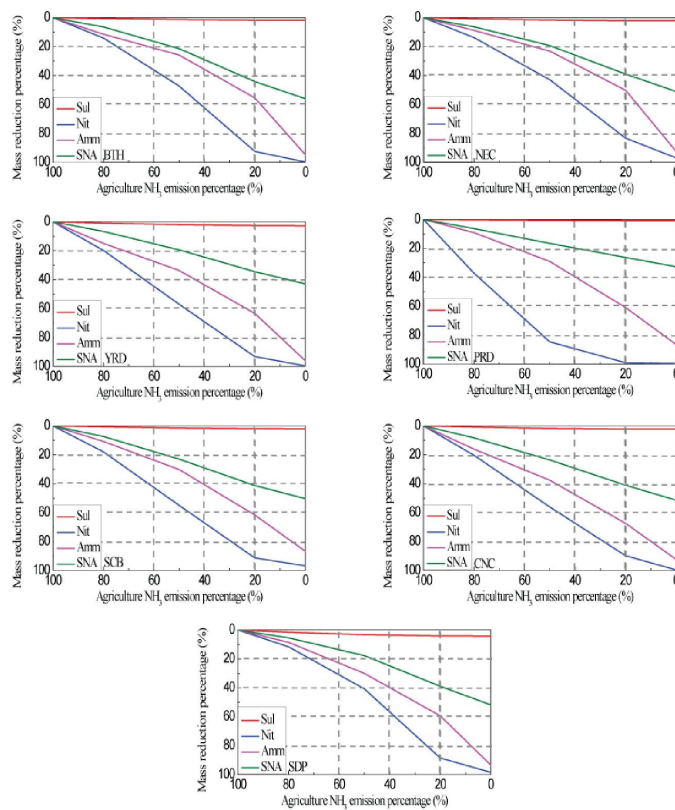 Mass reduction percentage (%)
0
20
40
60
80
100
Sul
Nit
Amm
SNA ,BTH
100 80 60 40 20 0
Agriculture NH3 emission percentage (%)
Mass reduction percentage (%)
0
20
40
60
80
100
Sul
Nit
Amm
SNA ,NEC
100 80 60 40 20 0
Agriculture NH3 emission percentage (%)
Mass reduction percentage (%)
0
20
40
60
80
100
Sul
Nit
Amm
SNA ,YRD
100 80 60 40 20 0
Agriculture NH3 emission percentage (%)
Mass reduction percentage (%)
0
20
40
60
80
100
Sul
Nit
Amm
SNA ,PRD
100 80 60 40 20 0
Agriculture NH3 emission percentage (%)
Mass reduction percentage (%)
0
20
40
60
80
100
Sul
Nit
Amm
SNA ,SCB
100 80 60 40 20 0
Agriculture NH3 emission percentage (%)
Mass reduction percentage (%)
0
20
40
60
80
100
Sul
Nit
Amm
SNA ,CNC
100 80 60 40 20 0
Agriculture NH3 emission percentage (%)
Mass reduction percentage (%)
0
20
40
60
80
100
Sul
Nit
Amm
SNA ,SDP
100 80 60 40 20 0
Agriculture NH3 emission percentage (%)